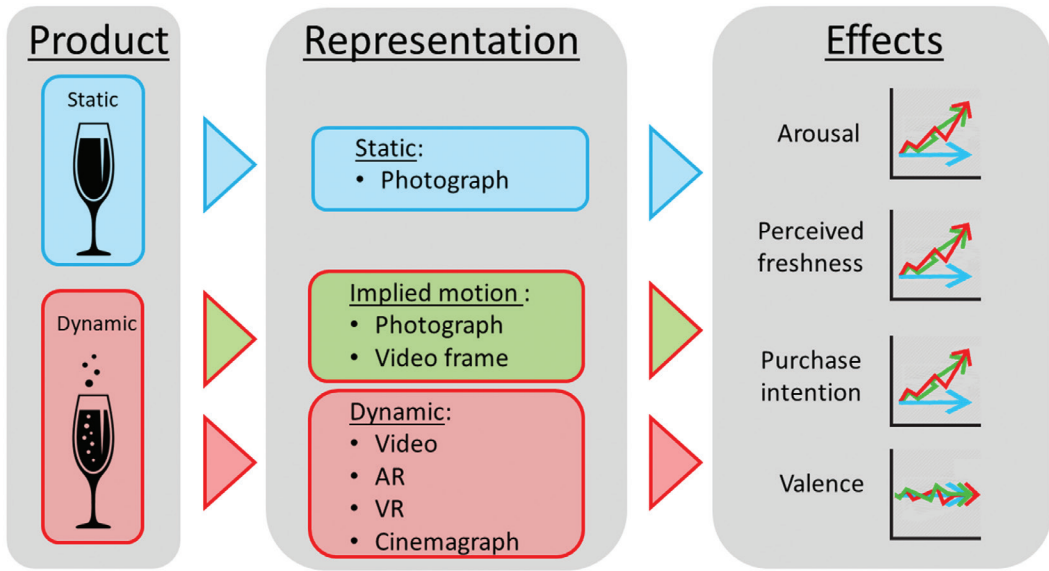 Product
Static
Dynamic
Representation
Static:
• Photograph
Implied motion :
• Photograph
• Video frame
Dynamic:
• Video
• AR
• VR
• Cinemagraph
Effects
Arousal
Perceived
freshness
Purchase
intention
Valence